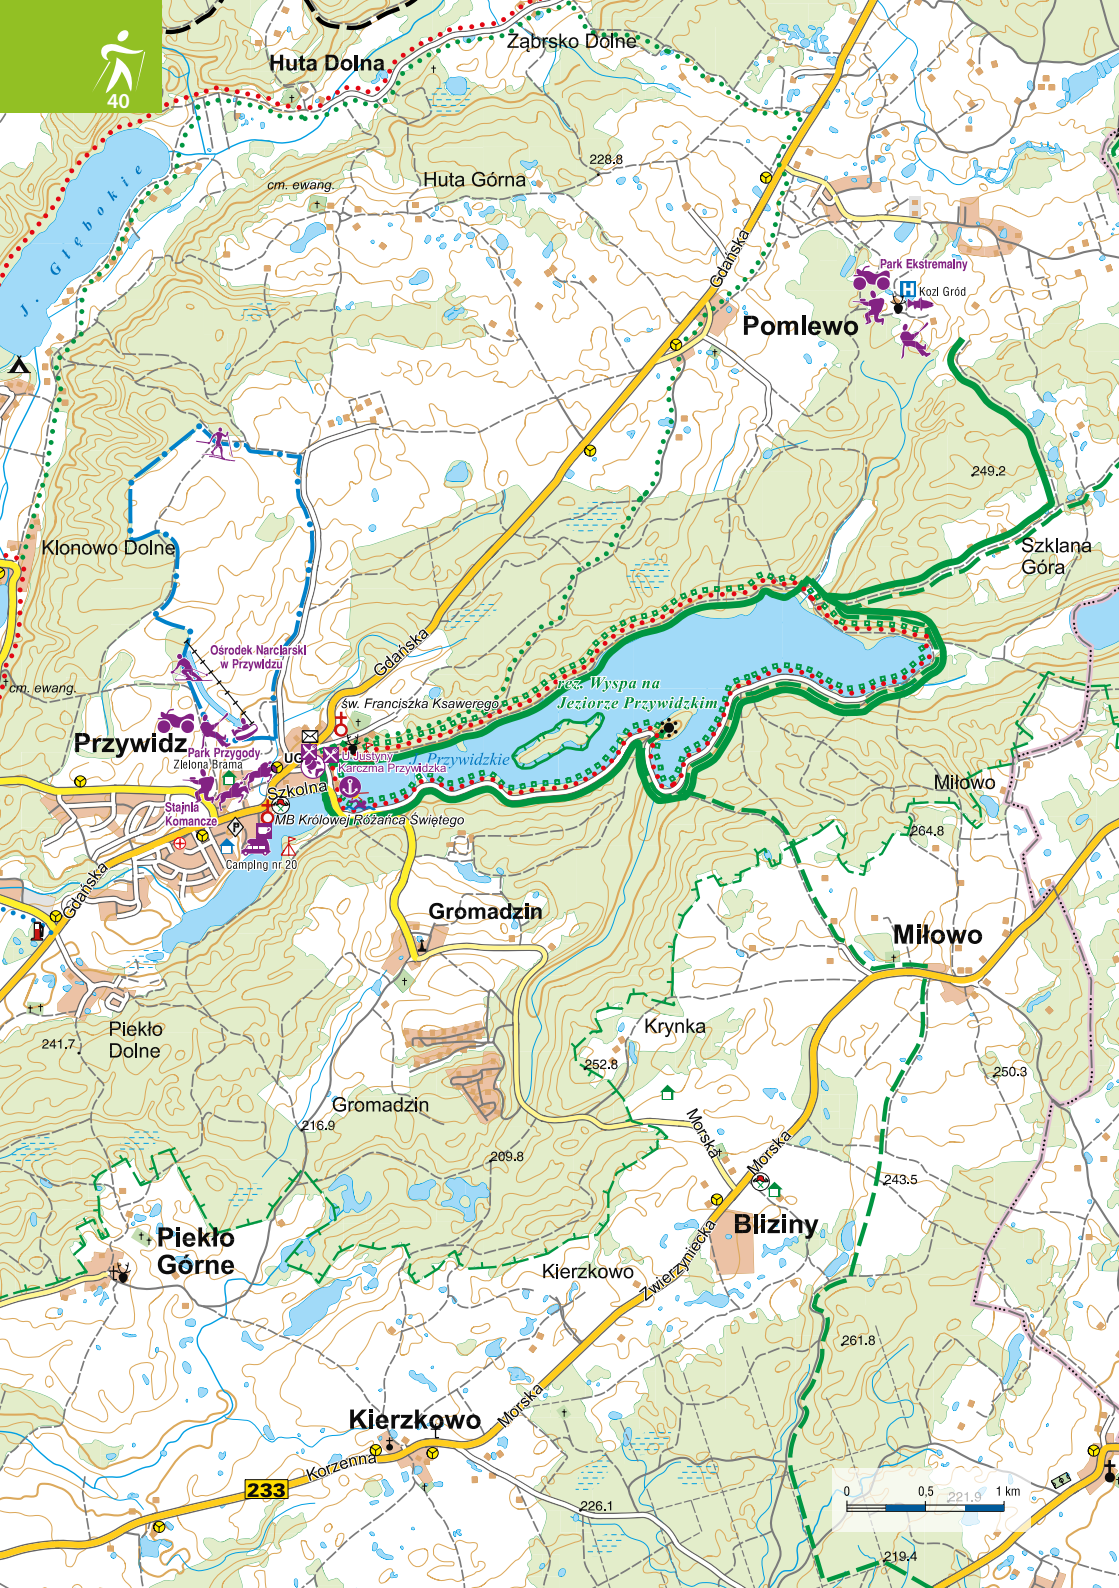 40
Huta Dolna
Ząbrsko Dolne
228.8
Huta Górna
cm. ewang.
J. Głębokie
Gdańska
Park Ekstremalny
H
Kozi Gród
Pomlewo
249.2
Klonowo Dolne
Szklana
Góra
Ośrodek Narciarski
w Przywidzu
Gdańska
cm. ewang.
rez. Wyspa na
Jeziorze Przywidzkim
św. Franciszka Ksawerego
Przywidz
Park Przygody
Zielona Brama
UG
U Justyny
Karczma Przywidzka
J. Przywidzkie
Szkolna
Stajnia
Komancze
MB Królowej Różańca Świętego
Miłowo
264.8
Camping nr 20
Gdańska
Gromadzin
Miłowo
Piekło
Dolne
241.7
Krynka
252.8
250.3
Gromadzin
216.9
Morska
Morska
209.8
243.5
Bliziny
Piekło
Górne
Kierzkowo
Zwierzyniecka
261.8
Kierzkowo
Morska
Korzenna
233
226.1
0 0,5 1 km
221.9
219.4